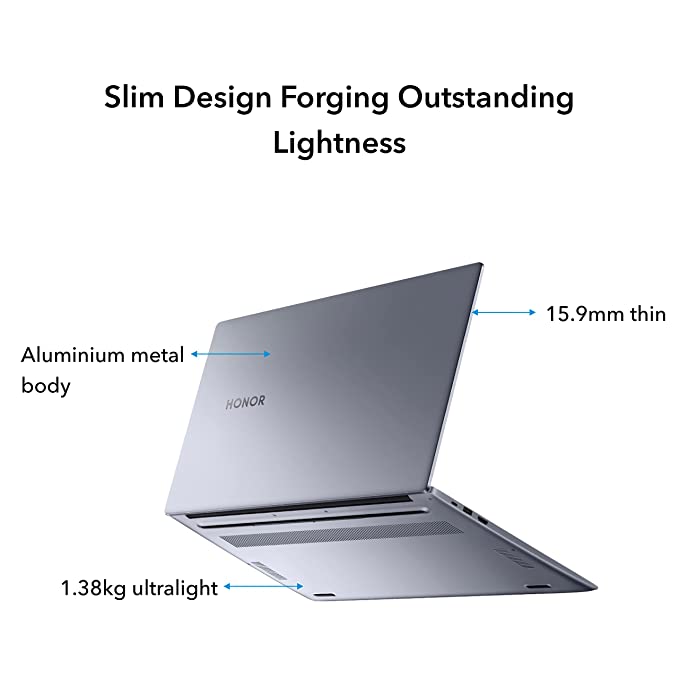 Slim Design Forging Outstanding
Lightness
15.9mm thin
Aluminium metal
body
HONOR
1.38kg ultralight